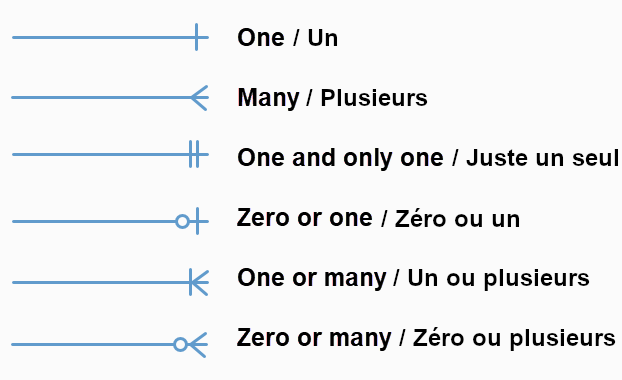 One / Un
Many / Plusieurs
One and only one / Juste un seul
Zero or one / Zéro ou un
One or many / Un ou plusieurs
Zero or many / Zéro ou plusieurs